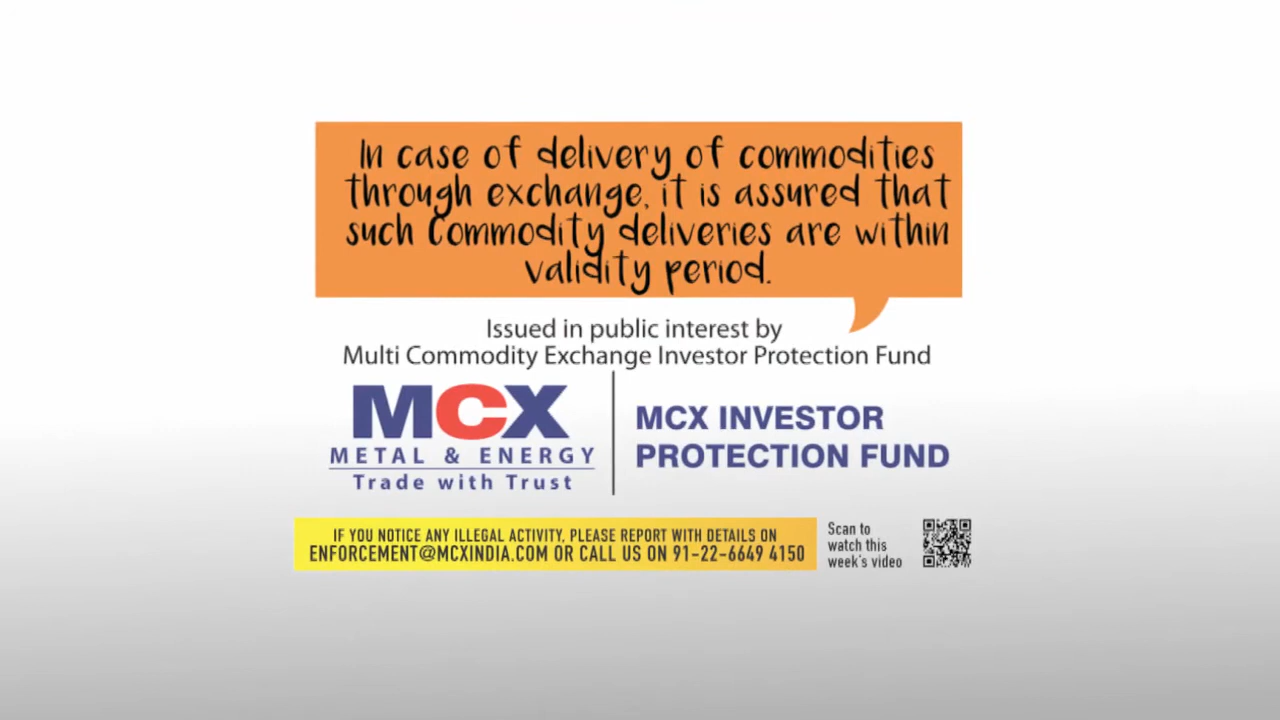 In case of delivery of commodities
through exchange, it is assured that
such Commodity deliveries are within
validity period.
Issued in public interest by
Multi Commodity Exchange Investor Protection Fund
MCX
METAL & ENERGY
Trade with Trust
MCX INVESTOR
PROTECTION FUND
IF YOU NOTICE ANY ILLEGAL ACTIVITY, PLEASE REPORT WITH DETAILS ON
ENFORCEMENT@MCXINDIA.COM OR CALL US ON 91-22-6649 4150
Scan to
watch this
week's video